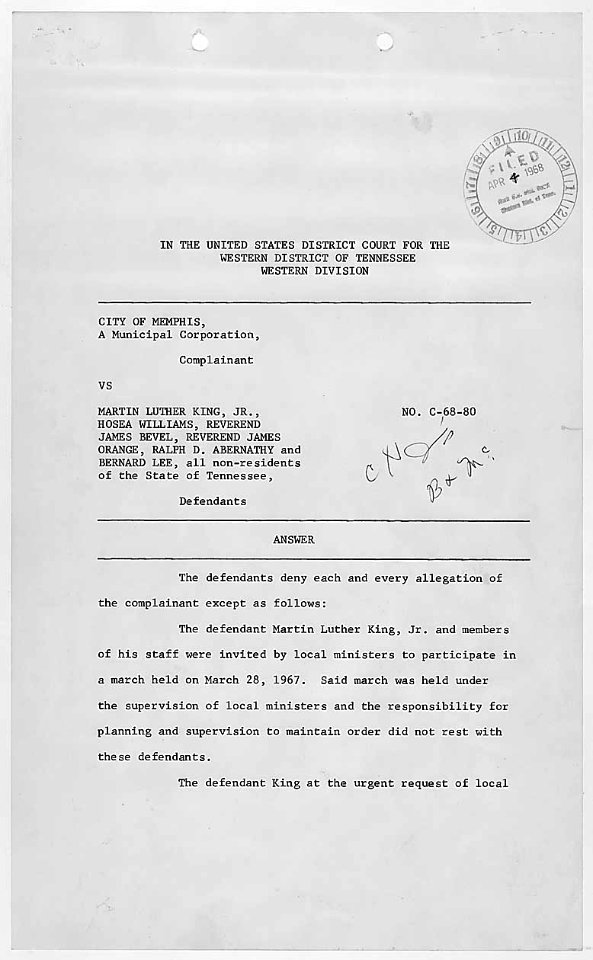 FILED
APR 4 1968
IN THE UNITED STATES DISTRICT COURT FOR THE
WESTERN DISTRICT OF TENNESSEE
WESTERN DIVISION
CITY OF MEMPHIS,
A Municipal Corporation,
Complainant
VS
MARTIN LUTHER KING, JR.,
HOSEA WILLIAMS, REVEREND
JAMES BEVEL, REVEREND JAMES
ORANGE, RALPH D. ABERNATHY and
BERNARD LEE, all non-residents
of the State of Tennessee,
Defendants
NO. C-68-80
B + Mc
ANSWER
The defendants deny each and every allegation of
the complainant except as follows:
The defendant Martin Luther King, Jr. and members
of his staff were invited by local ministers to participate in
a march held on March 28, 1967. Said march was held under
the supervision of local ministers and the responsibility for
planning and supervision to maintain order did not rest with
these defendants.
The defendant King at the urgent request of local